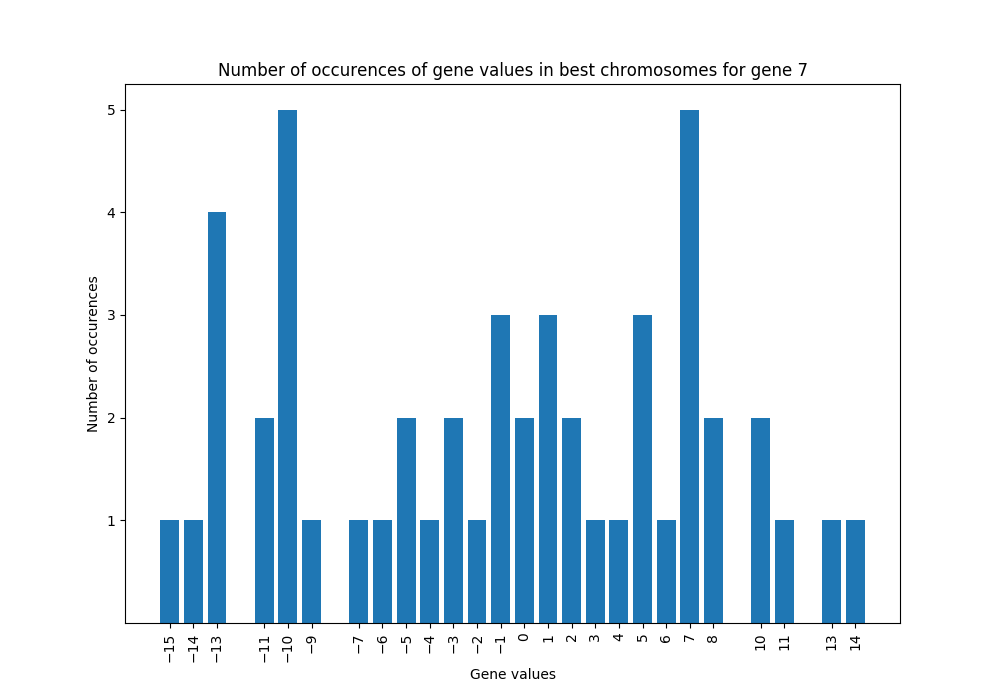 Number of occurences of gene values in best chromosomes for gene 7
Number of occurences
5
4
3
2
1
−15 −14 −13 −11 −10 −9 −7 −6 −5 −4 −3 −2 −1 0 1 2 3 4 5 6 7 8 10 11 13 14
Gene values